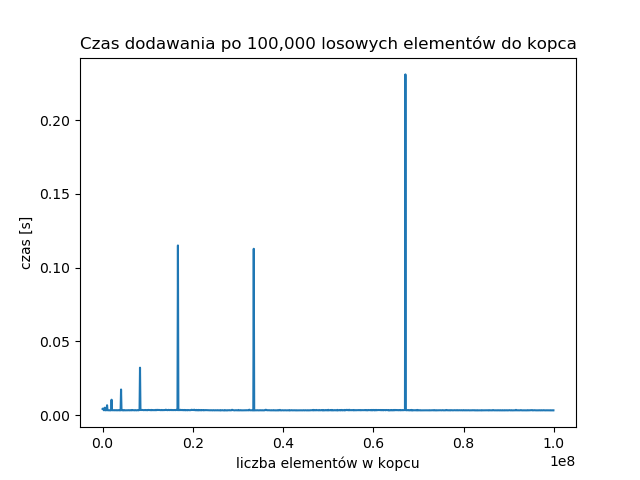 Czas dodawania po 100,000 losowych elementów do kopca
czas [s]
0.20
0.15
0.10
0.05
0.00
0.0 0.2 0.4 0.6 0.8 1.0
1e8
liczba elementów w kopcu